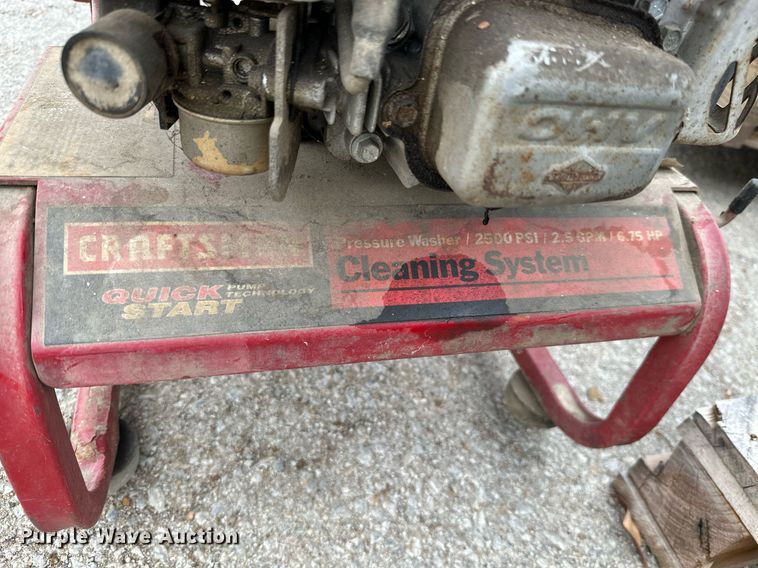 OHV
CRAFTSMAN
Pressure Washer / 2500 PSI / 2.5 GPM / 6.75 HP
Cleaning System
QUICK
START
PUMP
TECHNOLOGY
Purple Wave Auction